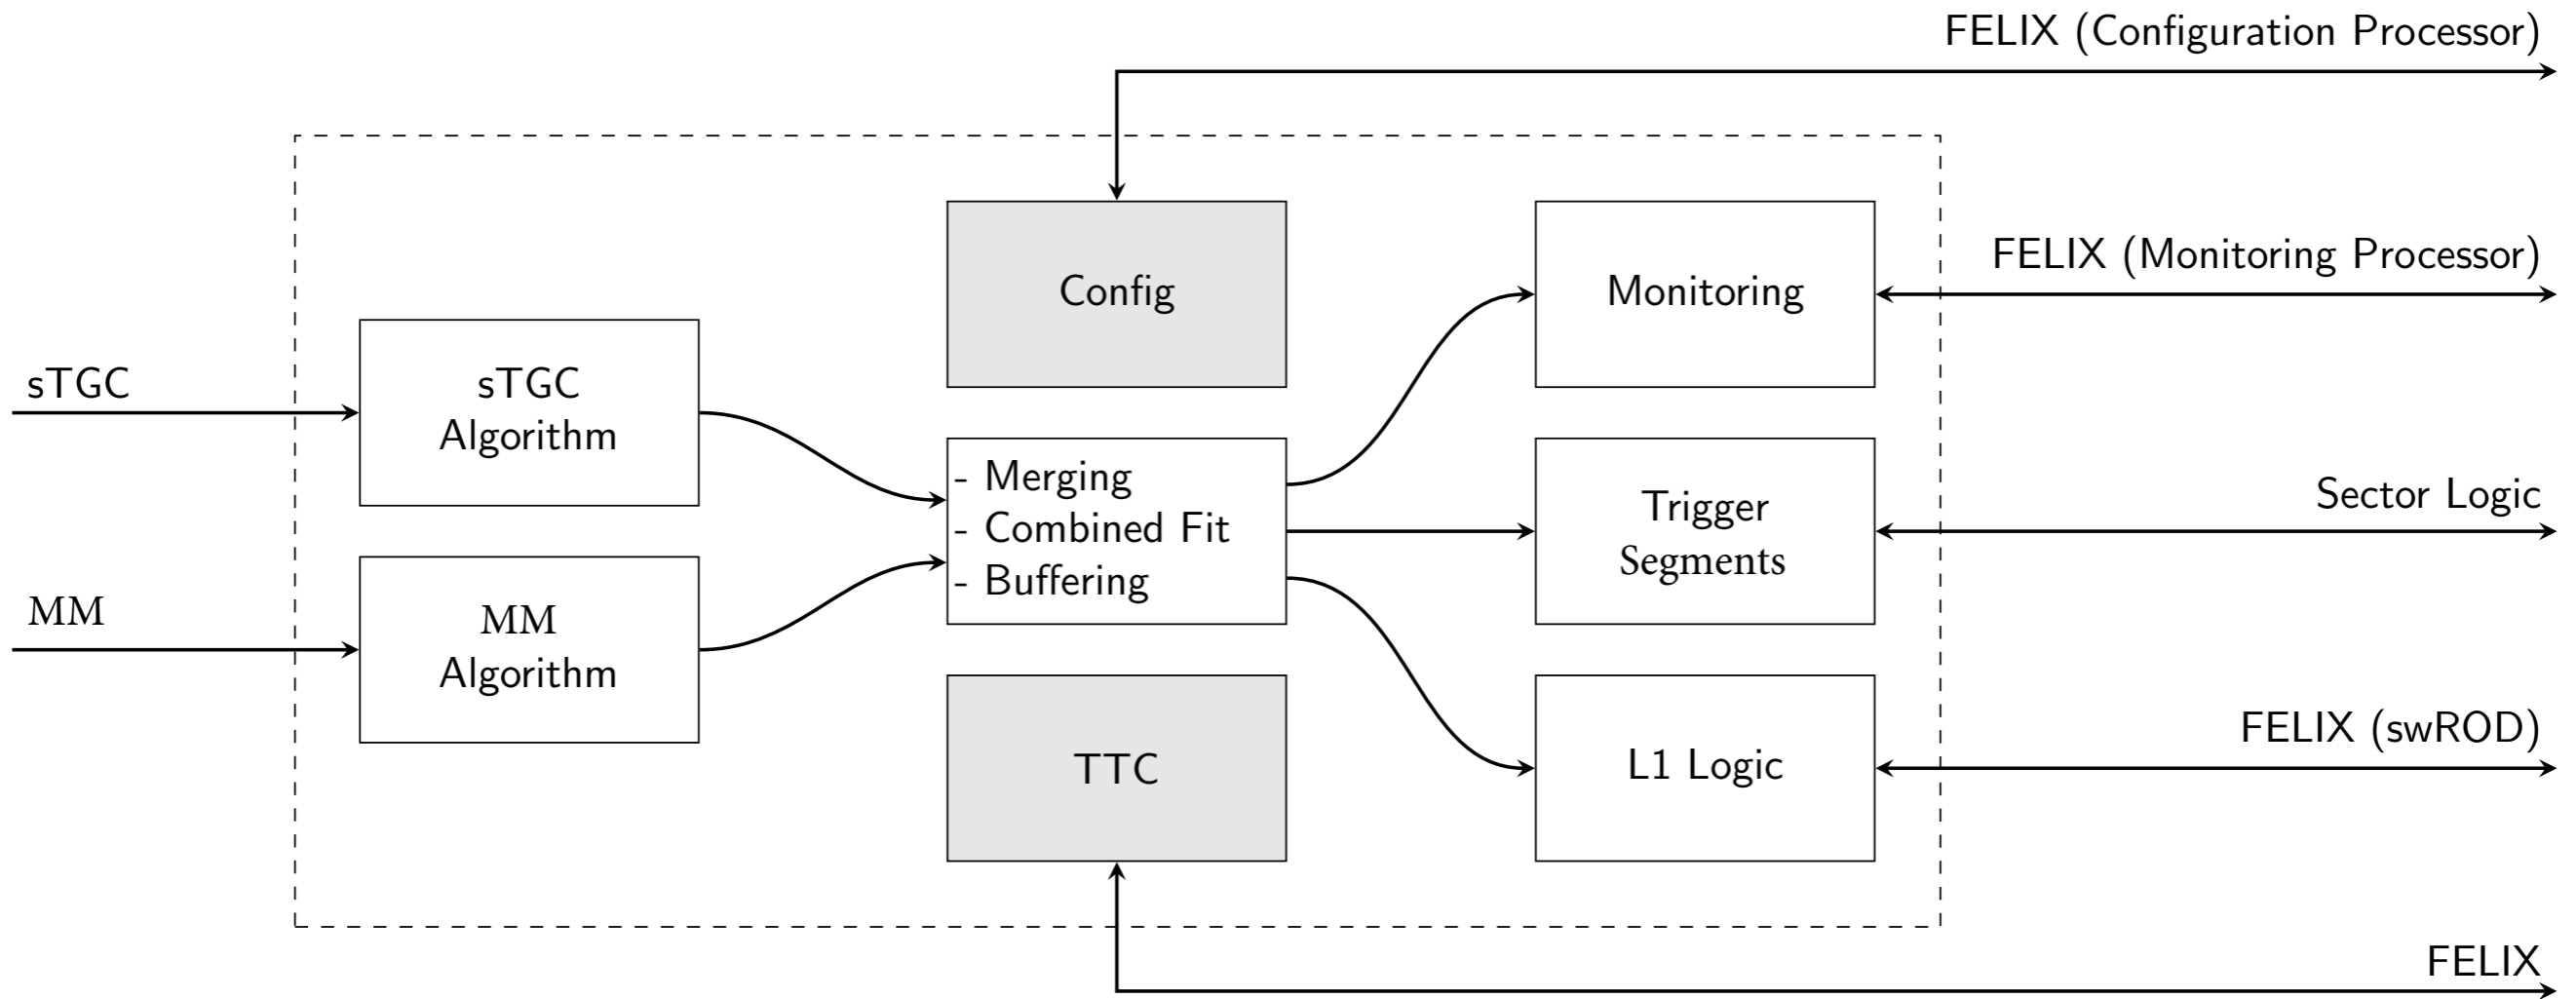 FELIX (Configuration Processor)
Config
Monitoring
FELIX (Monitoring Processor)
sTGC
sTGC
Algorithm
- Merging
- Combined Fit
- Buffering
Trigger
Segments
Sector Logic
MM
MM
Algorithm
TTC
L1 Logic
FELIX (swROD)
FELIX